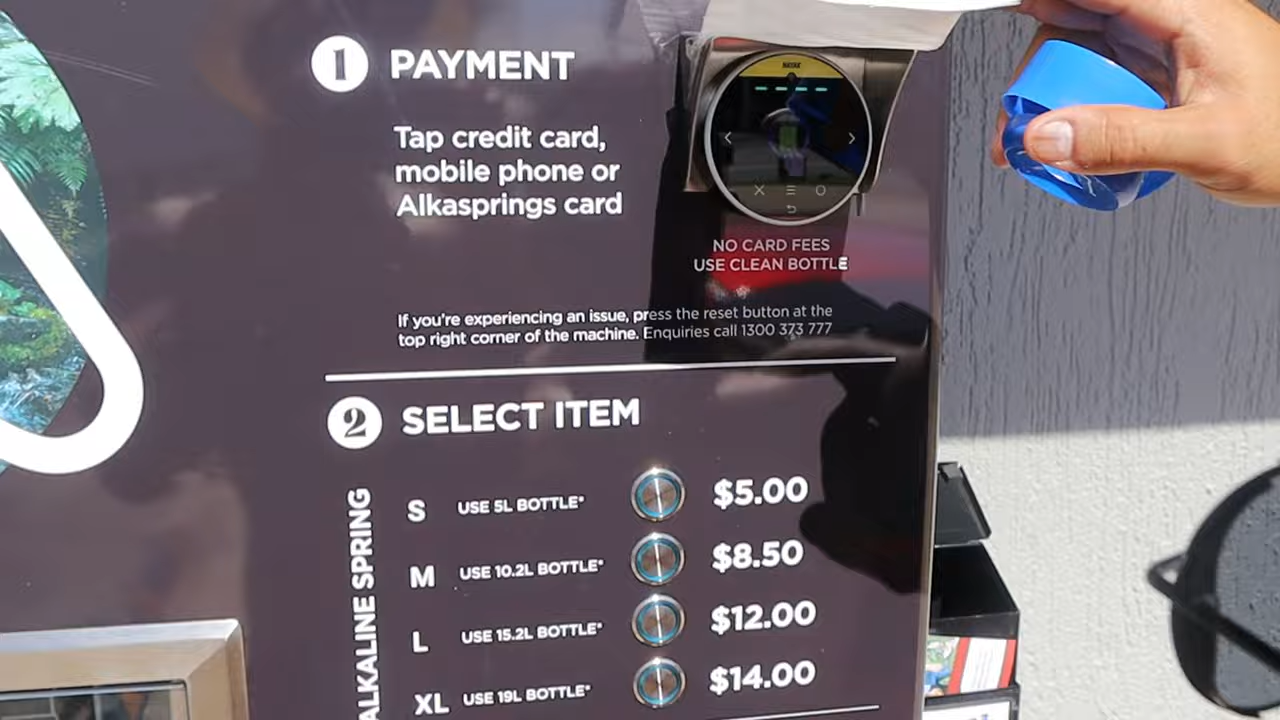 1 PAYMENT
Tap credit card,
mobile phone or
Alkasprings card
NAYAX
NO CARD FEES
USE CLEAN BOTTLE
If you're experiencing an issue, press the reset button at the
top right corner of the machine. Enquiries call 1300 373 777
2 SELECT ITEM
ALKALINE SPRING
S USE 5L BOTTLE* $5.00
M USE 10.2L BOTTLE* $8.50
L USE 15.2L BOTTLE* $12.00
XL USE 19L BOTTLE* $14.00